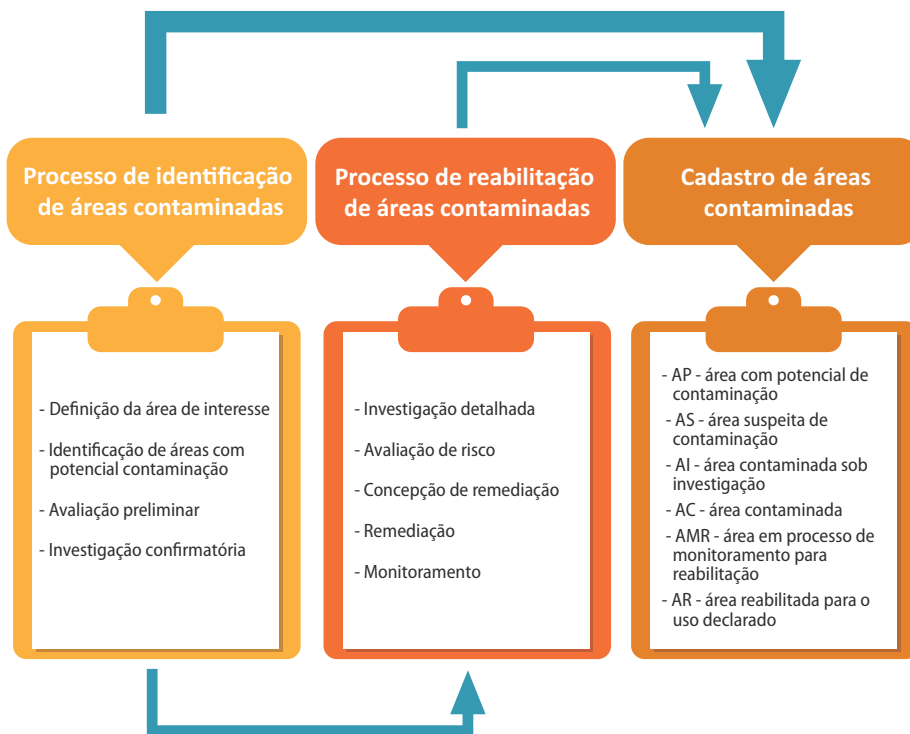 Processo de identificação
de áreas contaminadas
- Definição da área de interesse
- Identificação de áreas com
potencial contaminação
- Avaliação preliminar
- Investigação confirmatória
Processo de reabilitação
de áreas contaminadas
- Investigação detalhada
- Avaliação de risco
- Concepção de remediação
- Remediação
- Monitoramento
Cadastro de áreas
contaminadas
- AP - área com potencial de
contaminação
- AS - área suspeita de
contaminação
- AI - área contaminada sob
investigação
- AC - área contaminada
- AMR - área em processo de
monitoramento para
reabilitação
- AR - área reabilitada para o
uso declarado